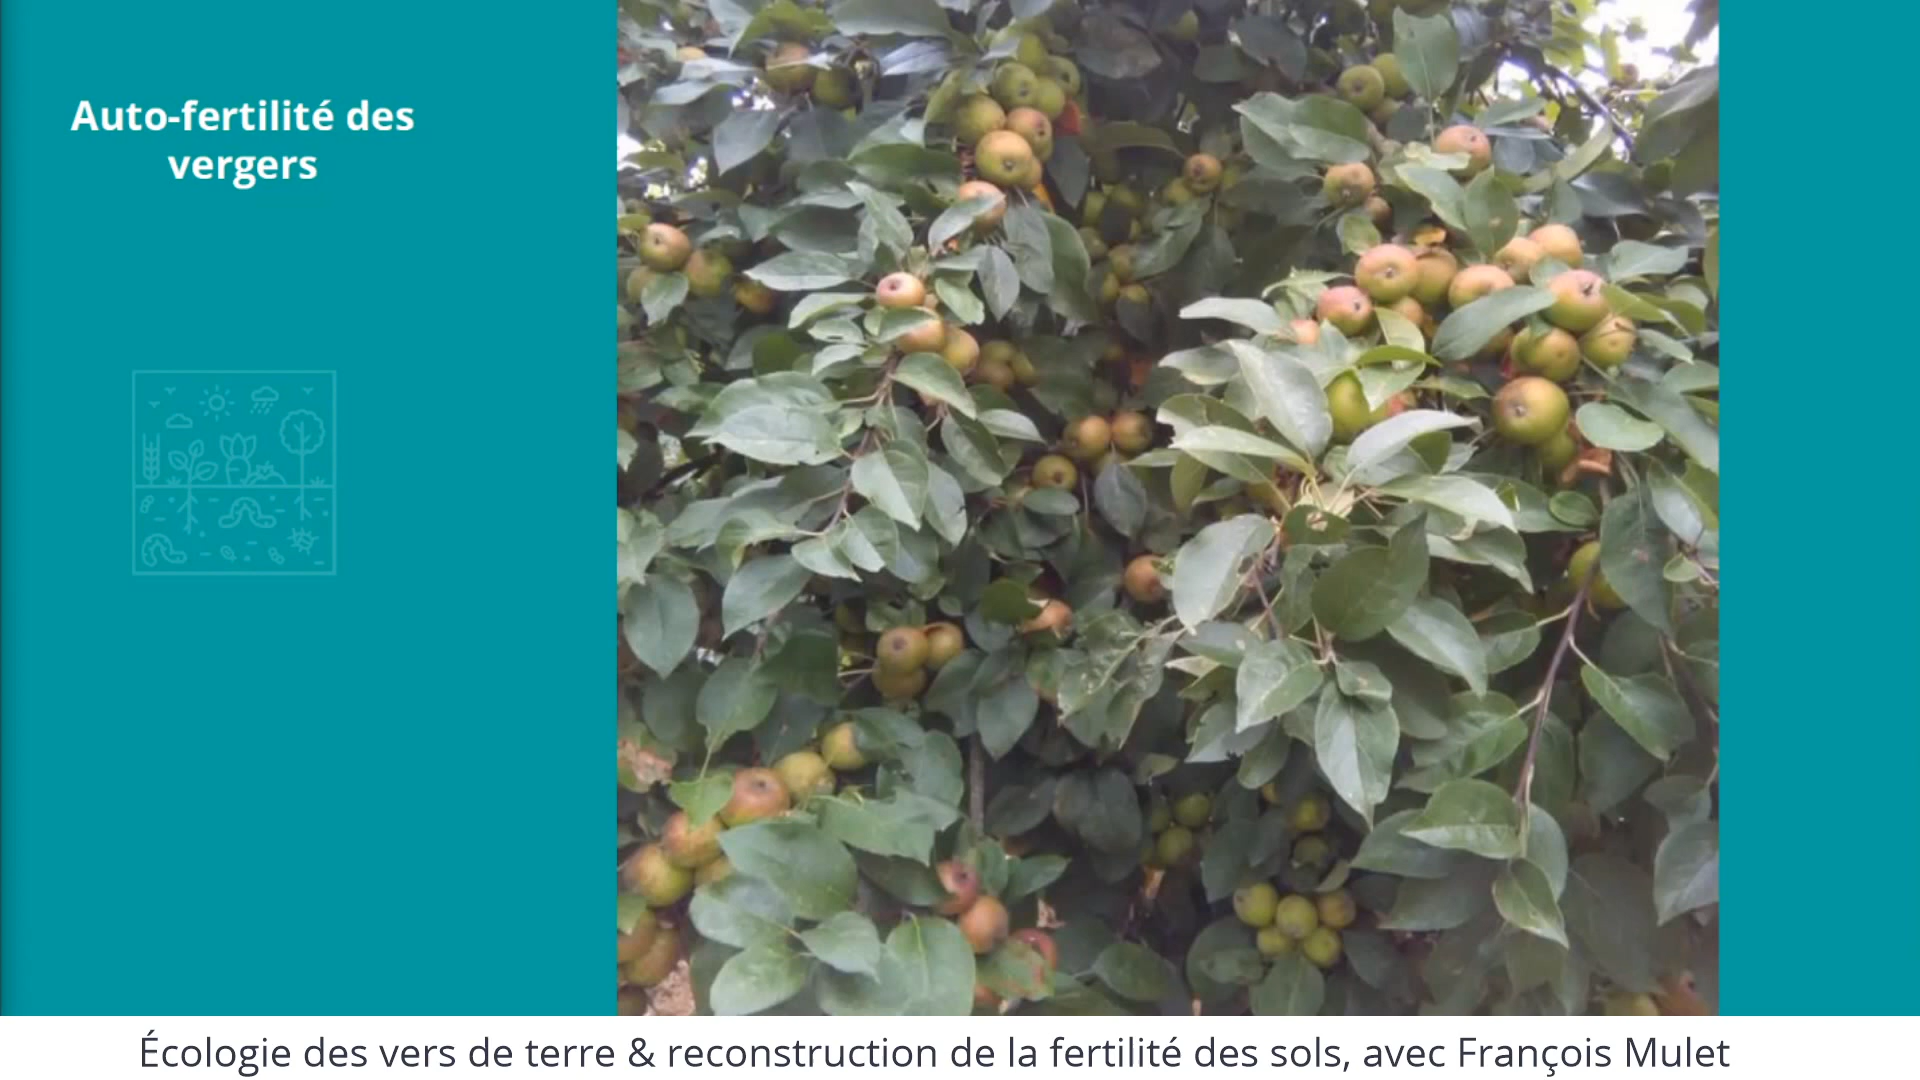 Auto-fertilité des
vergers
Écologie des vers de terre & reconstruction de la fertilité des sols, avec François Mulet